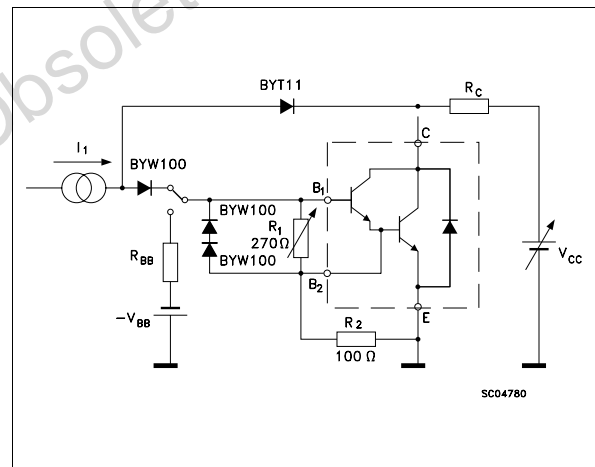 obsolete
BYT11
R_C
C
I_1
BYW100
B_1
BYW100
R_1
270Ω
BYW100
R_BB
B_2
-V_BB
R_2
100 Ω
E
V_CC
SC04780